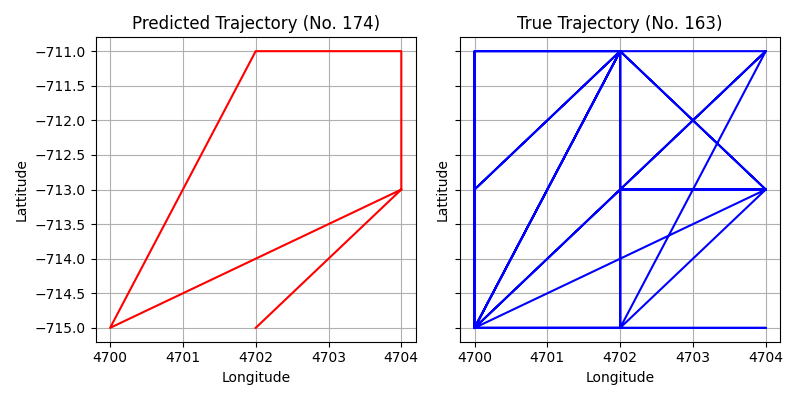 Predicted Trajectory (No. 174)
True Trajectory (No. 163)
−711.0
−711.5
−712.0
−712.5
−713.0
−713.5
−714.0
−714.5
−715.0
Lattitude
Lattitude
4700 4701 4702 4703 4704
4700 4701 4702 4703 4704
Longitude
Longitude